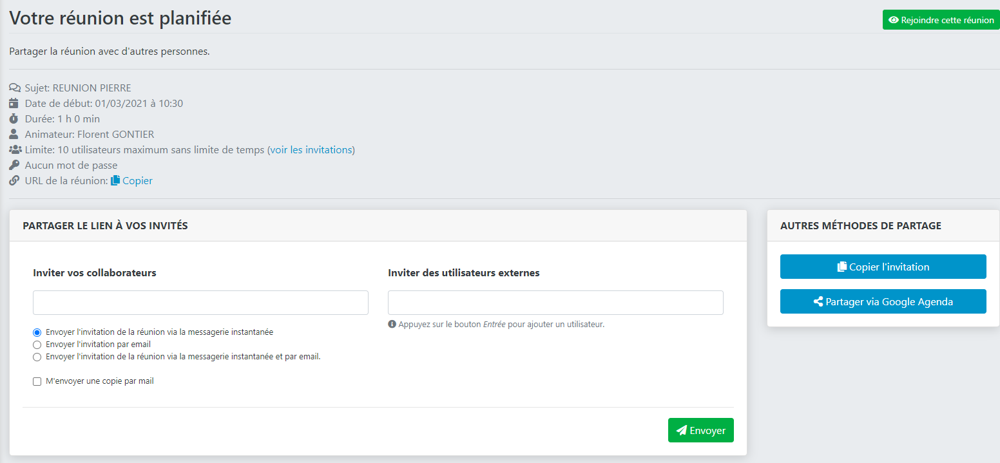 Votre réunion est planifiée
Rejoindre cette réunion
Partager la réunion avec d'autres personnes.
Sujet: REUNION PIERRE
Date de début: 01/03/2021 à 10:30
Durée: 1 h 0 min
Animateur: Florent GONTIER
Limite: 10 utilisateurs maximum sans limite de temps (voir les invitations)
Aucun mot de passe
URL de la réunion: Copier
PARTAGER LE LIEN À VOS INVITÉS
Inviter vos collaborateurs
Envoyer l'invitation de la réunion via la messagerie instantanée
Envoyer l'invitation par email
Envoyer l'invitation de la réunion via la messagerie instantanée et par email.
M'envoyer une copie par mail
Inviter des utilisateurs externes
Appuyez sur le bouton Entrée pour ajouter un utilisateur.
Envoyer
AUTRES MÉTHODES DE PARTAGE
Copier l'invitation
Partager via Google Agenda